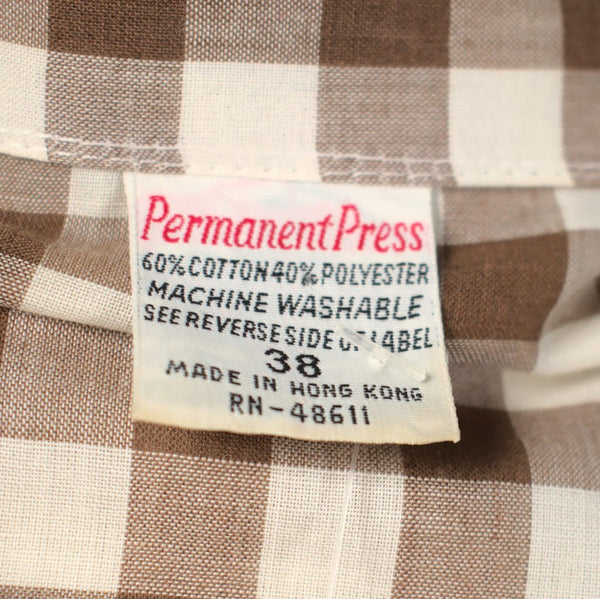 Permanent Press
60% COTTON 40% POLYESTER
MACHINE WASHABLE
SEE REVERSE SIDE OF LABEL
38
MADE IN HONG KONG
RN-48611